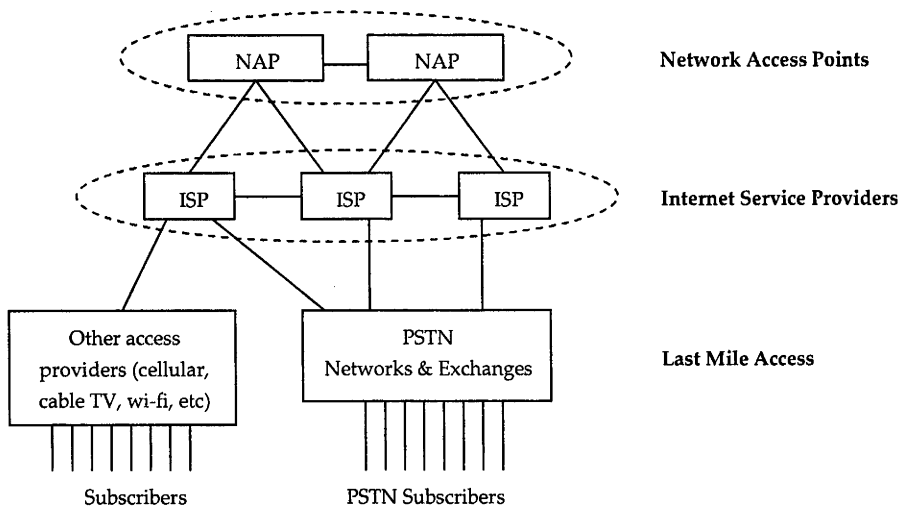 NAP
NAP
Network Access Points
ISP
ISP
ISP
Internet Service Providers
Other access
providers (cellular,
cable TV, wi-fi, etc)
PSTN
Networks & Exchanges
Last Mile Access
Subscribers
PSTN Subscribers